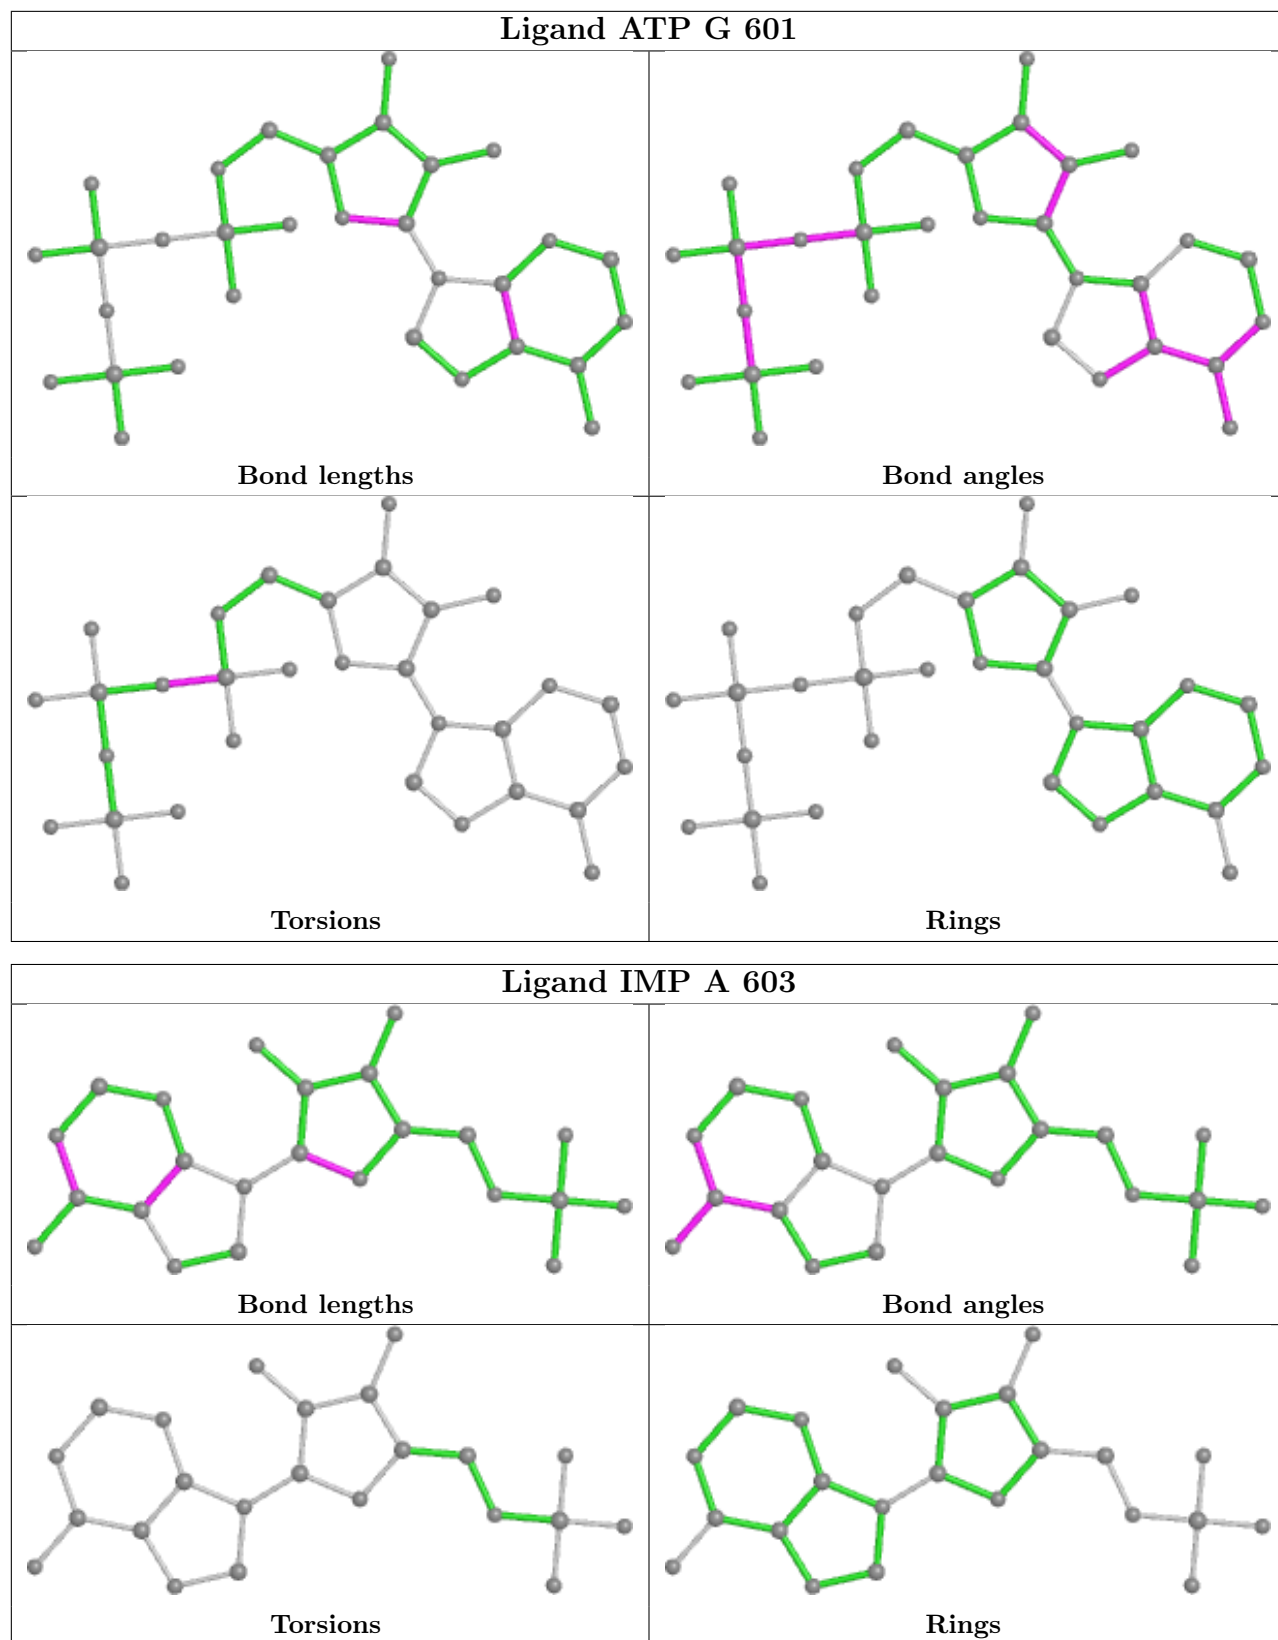 Ligand ATP G 601
Bond lengths
Bond angles
Torsions
Rings
Ligand IMP A 603
Bond lengths
Bond angles
Torsions
Rings